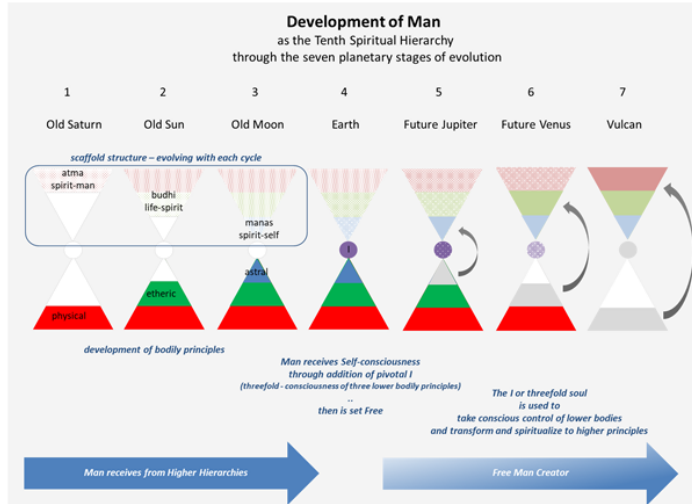 Development of Man
as the Tenth Spiritual Hierarchy
through the seven planetary stages of evolution
1 2 3 4 5 6 7
Old Saturn Old Sun Old Moon Earth Future Jupiter Future Venus Vulcan
scaffold structure – evolving with each cycle
atma
spirit-man
budhi
life-spirit
manas
spirit-self
I
astral
etheric
physical
development of bodily principles
Man receives Self-consciousness
through addition of pivotal I
(threefold - consciousness of three lower bodily principles)
..
then is set Free
The I or threefold soul
is used to
take conscious control of lower bodies
and transform and spiritualize to higher principles
Man receives from Higher Hierarchies
Free Man Creator